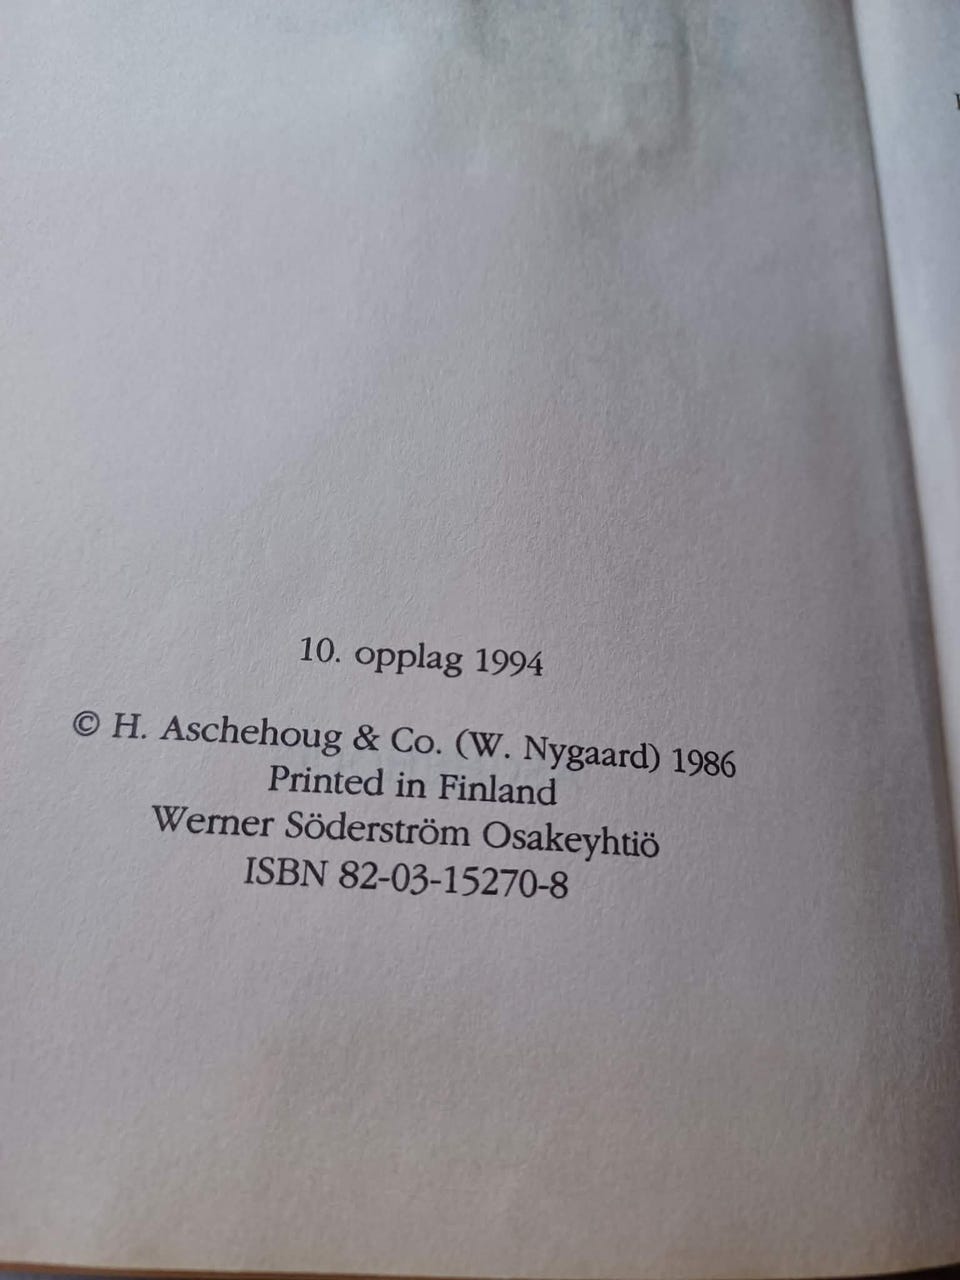 10. opplag 1994
© H. Aschehoug & Co. (W. Nygaard) 1986
Printed in Finland
Werner Söderström Osakeyhtiö
ISBN 82-03-15270-8